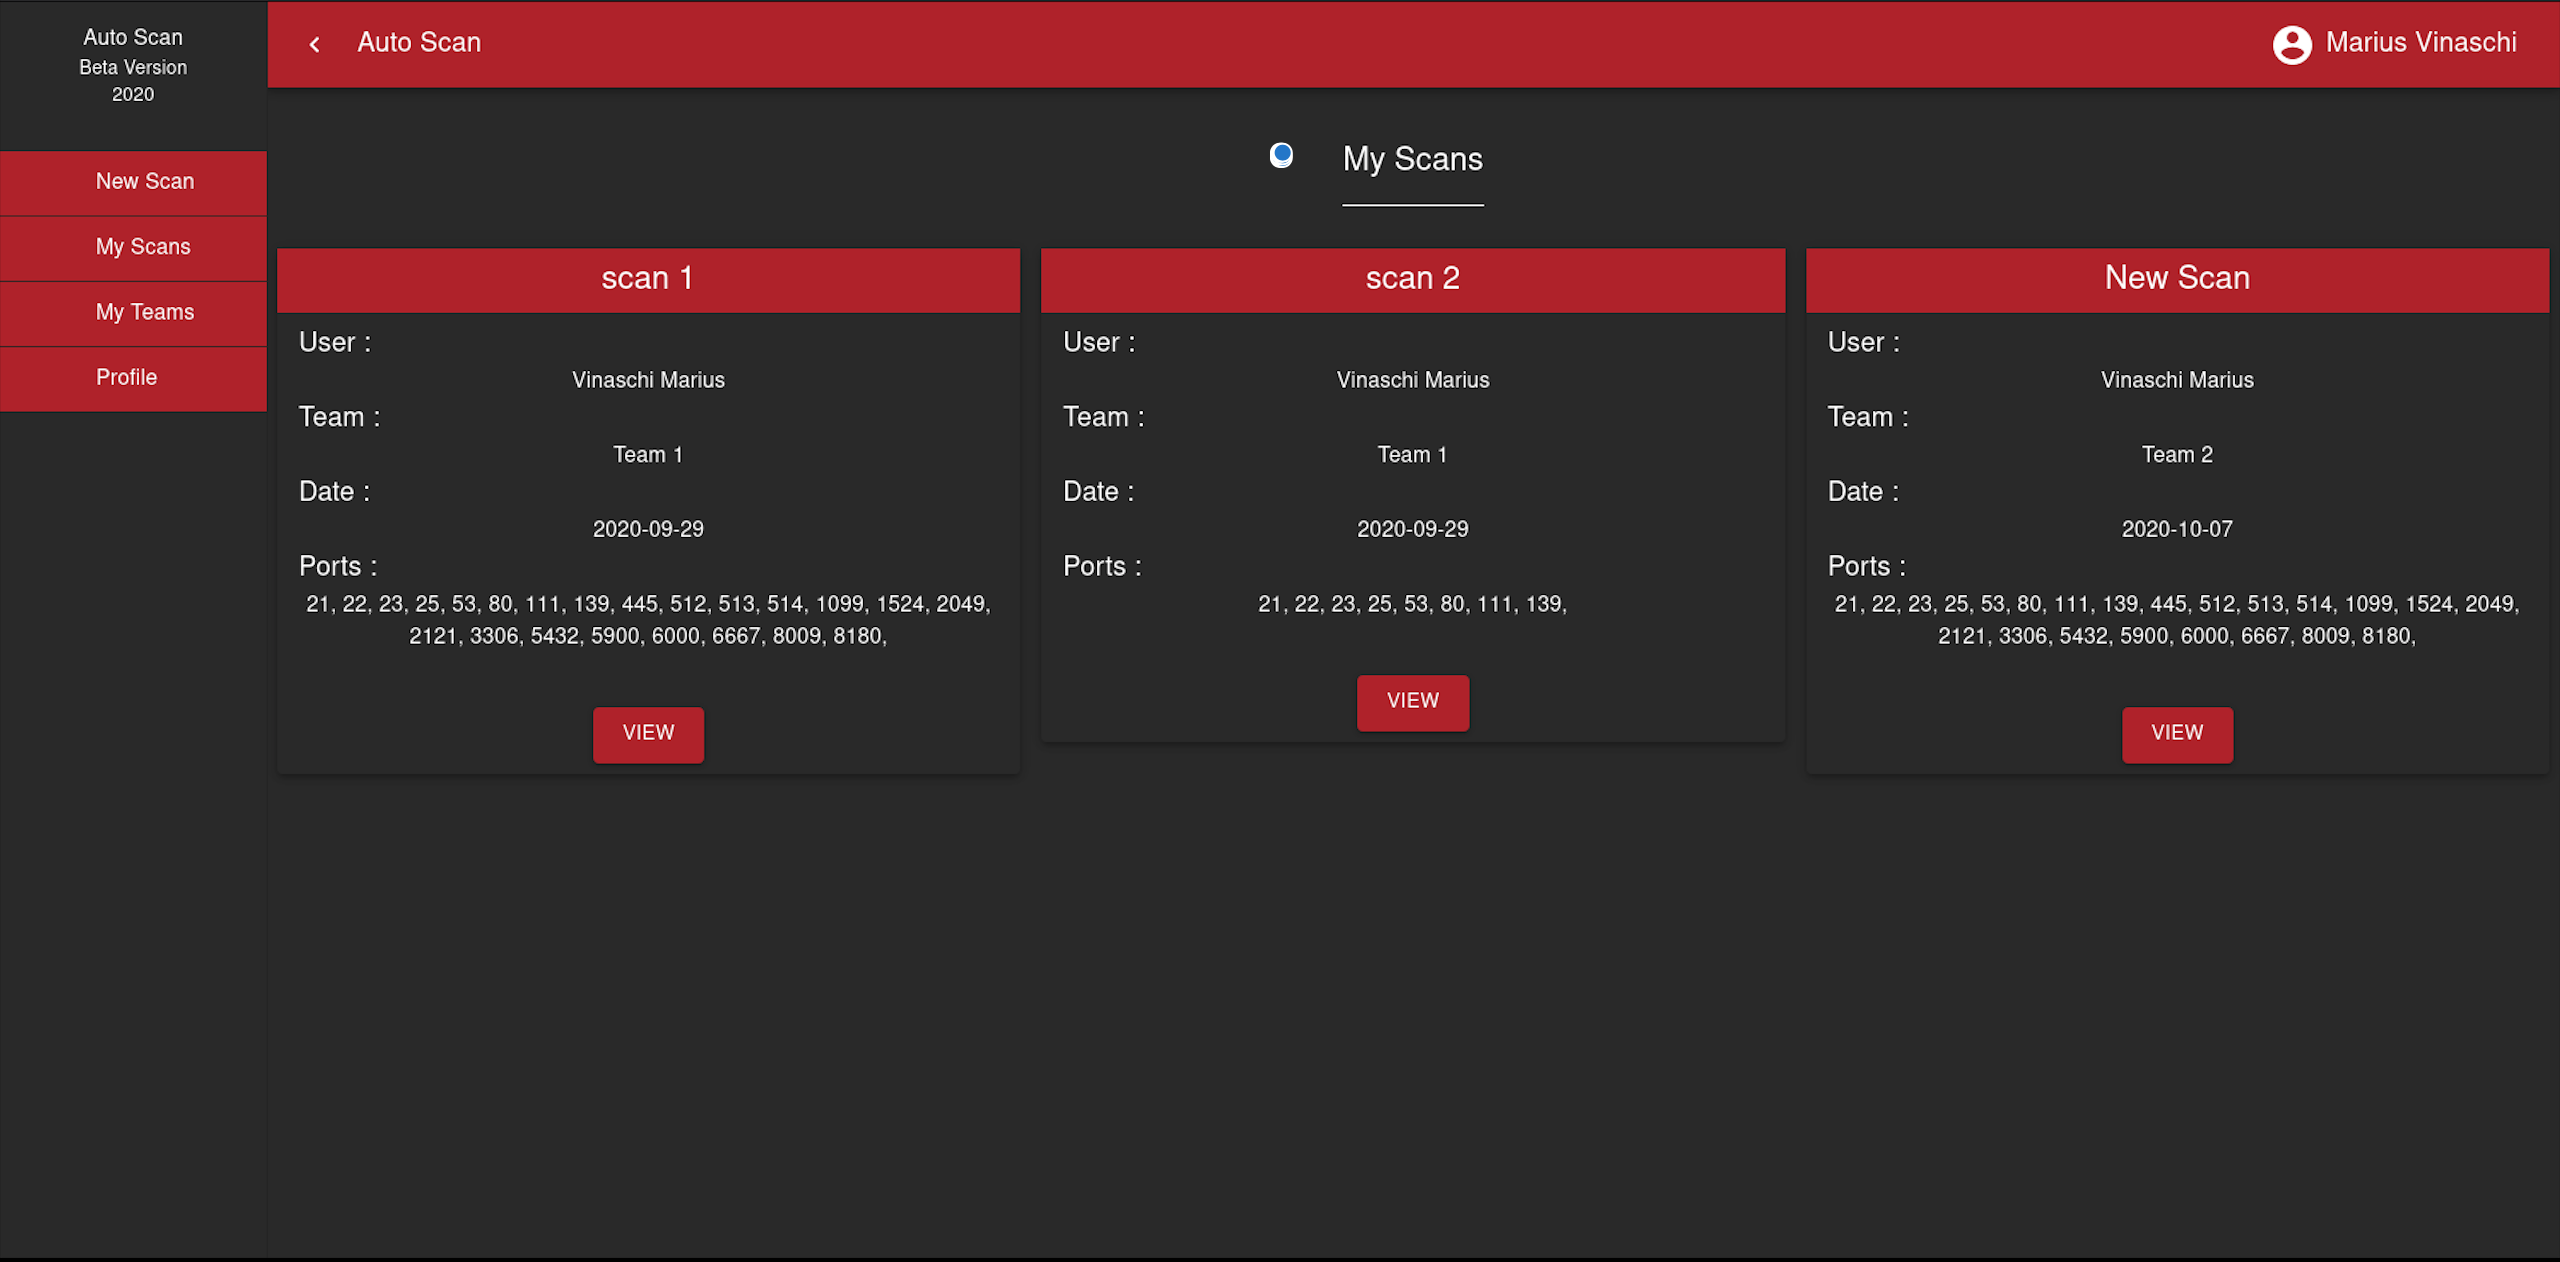 Auto Scan
Beta Version
2020
New Scan
My Scans
My Teams
Profile
Auto Scan
Marius Vinaschi
My Scans
scan 1
User :
Vinaschi Marius
Team :
Team 1
Date :
2020-09-29
Ports :
21, 22, 23, 25, 53, 80, 111, 139, 445, 512, 513, 514, 1099, 1524, 2049,
2121, 3306, 5432, 5900, 6000, 6667, 8009, 8180,
VIEW
scan 2
User :
Vinaschi Marius
Team :
Team 1
Date :
2020-09-29
Ports :
21, 22, 23, 25, 53, 80, 111, 139,
VIEW
New Scan
User :
Vinaschi Marius
Team :
Team 2
Date :
2020-10-07
Ports :
21, 22, 23, 25, 53, 80, 111, 139, 445, 512, 513, 514, 1099, 1524, 2049,
2121, 3306, 5432, 5900, 6000, 6667, 8009, 8180,
VIEW